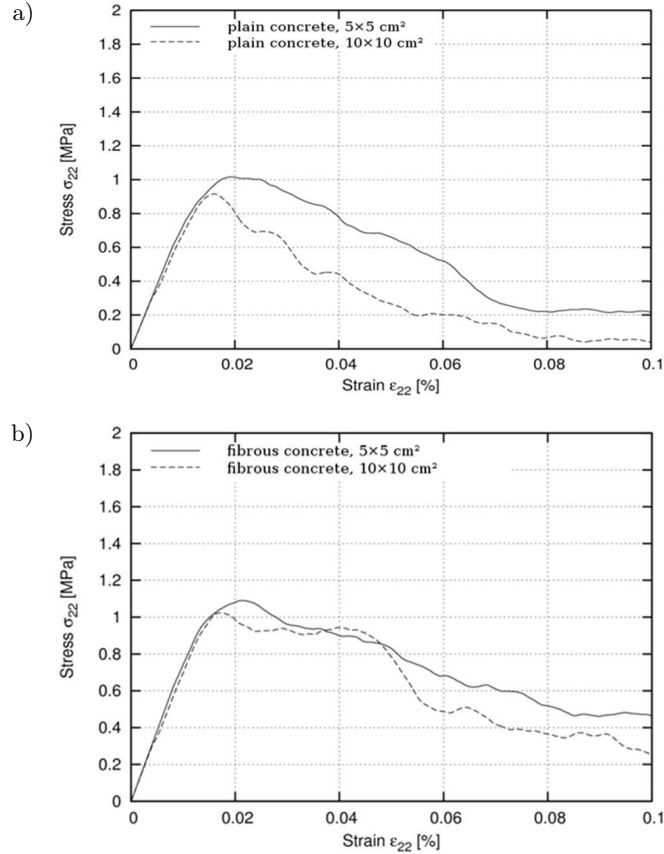 a)
plain concrete, 5×5 cm²
plain concrete, 10×10 cm²
2
1.8
1.6
1.4
1.2
1
0.8
0.6
0.4
0.2
0
Stress σ22 [MPa]
0 0.02 0.04 0.06 0.08 0.1
Strain ε22 [%]
b)
fibrous concrete, 5×5 cm²
fibrous concrete, 10×10 cm²
2
1.8
1.6
1.4
1.2
1
0.8
0.6
0.4
0.2
0
Stress σ22 [MPa]
0 0.02 0.04 0.06 0.08 0.1
Strain ε22 [%]